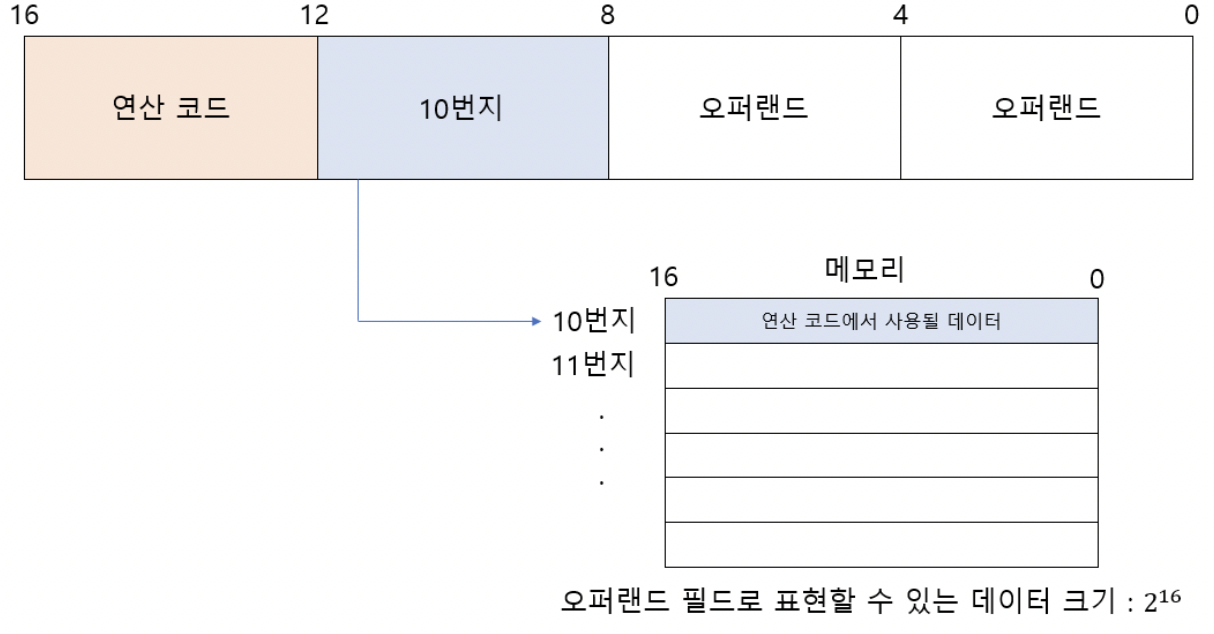 16 12 8 4 0
연산 코드 10번지 오퍼랜드 오퍼랜드
메모리
16 0
10번지 연산 코드에서 사용될 데이터
11번지
.
.
.
오퍼랜드 필드로 표현할 수 있는 데이터 크기 : 2¹⁶